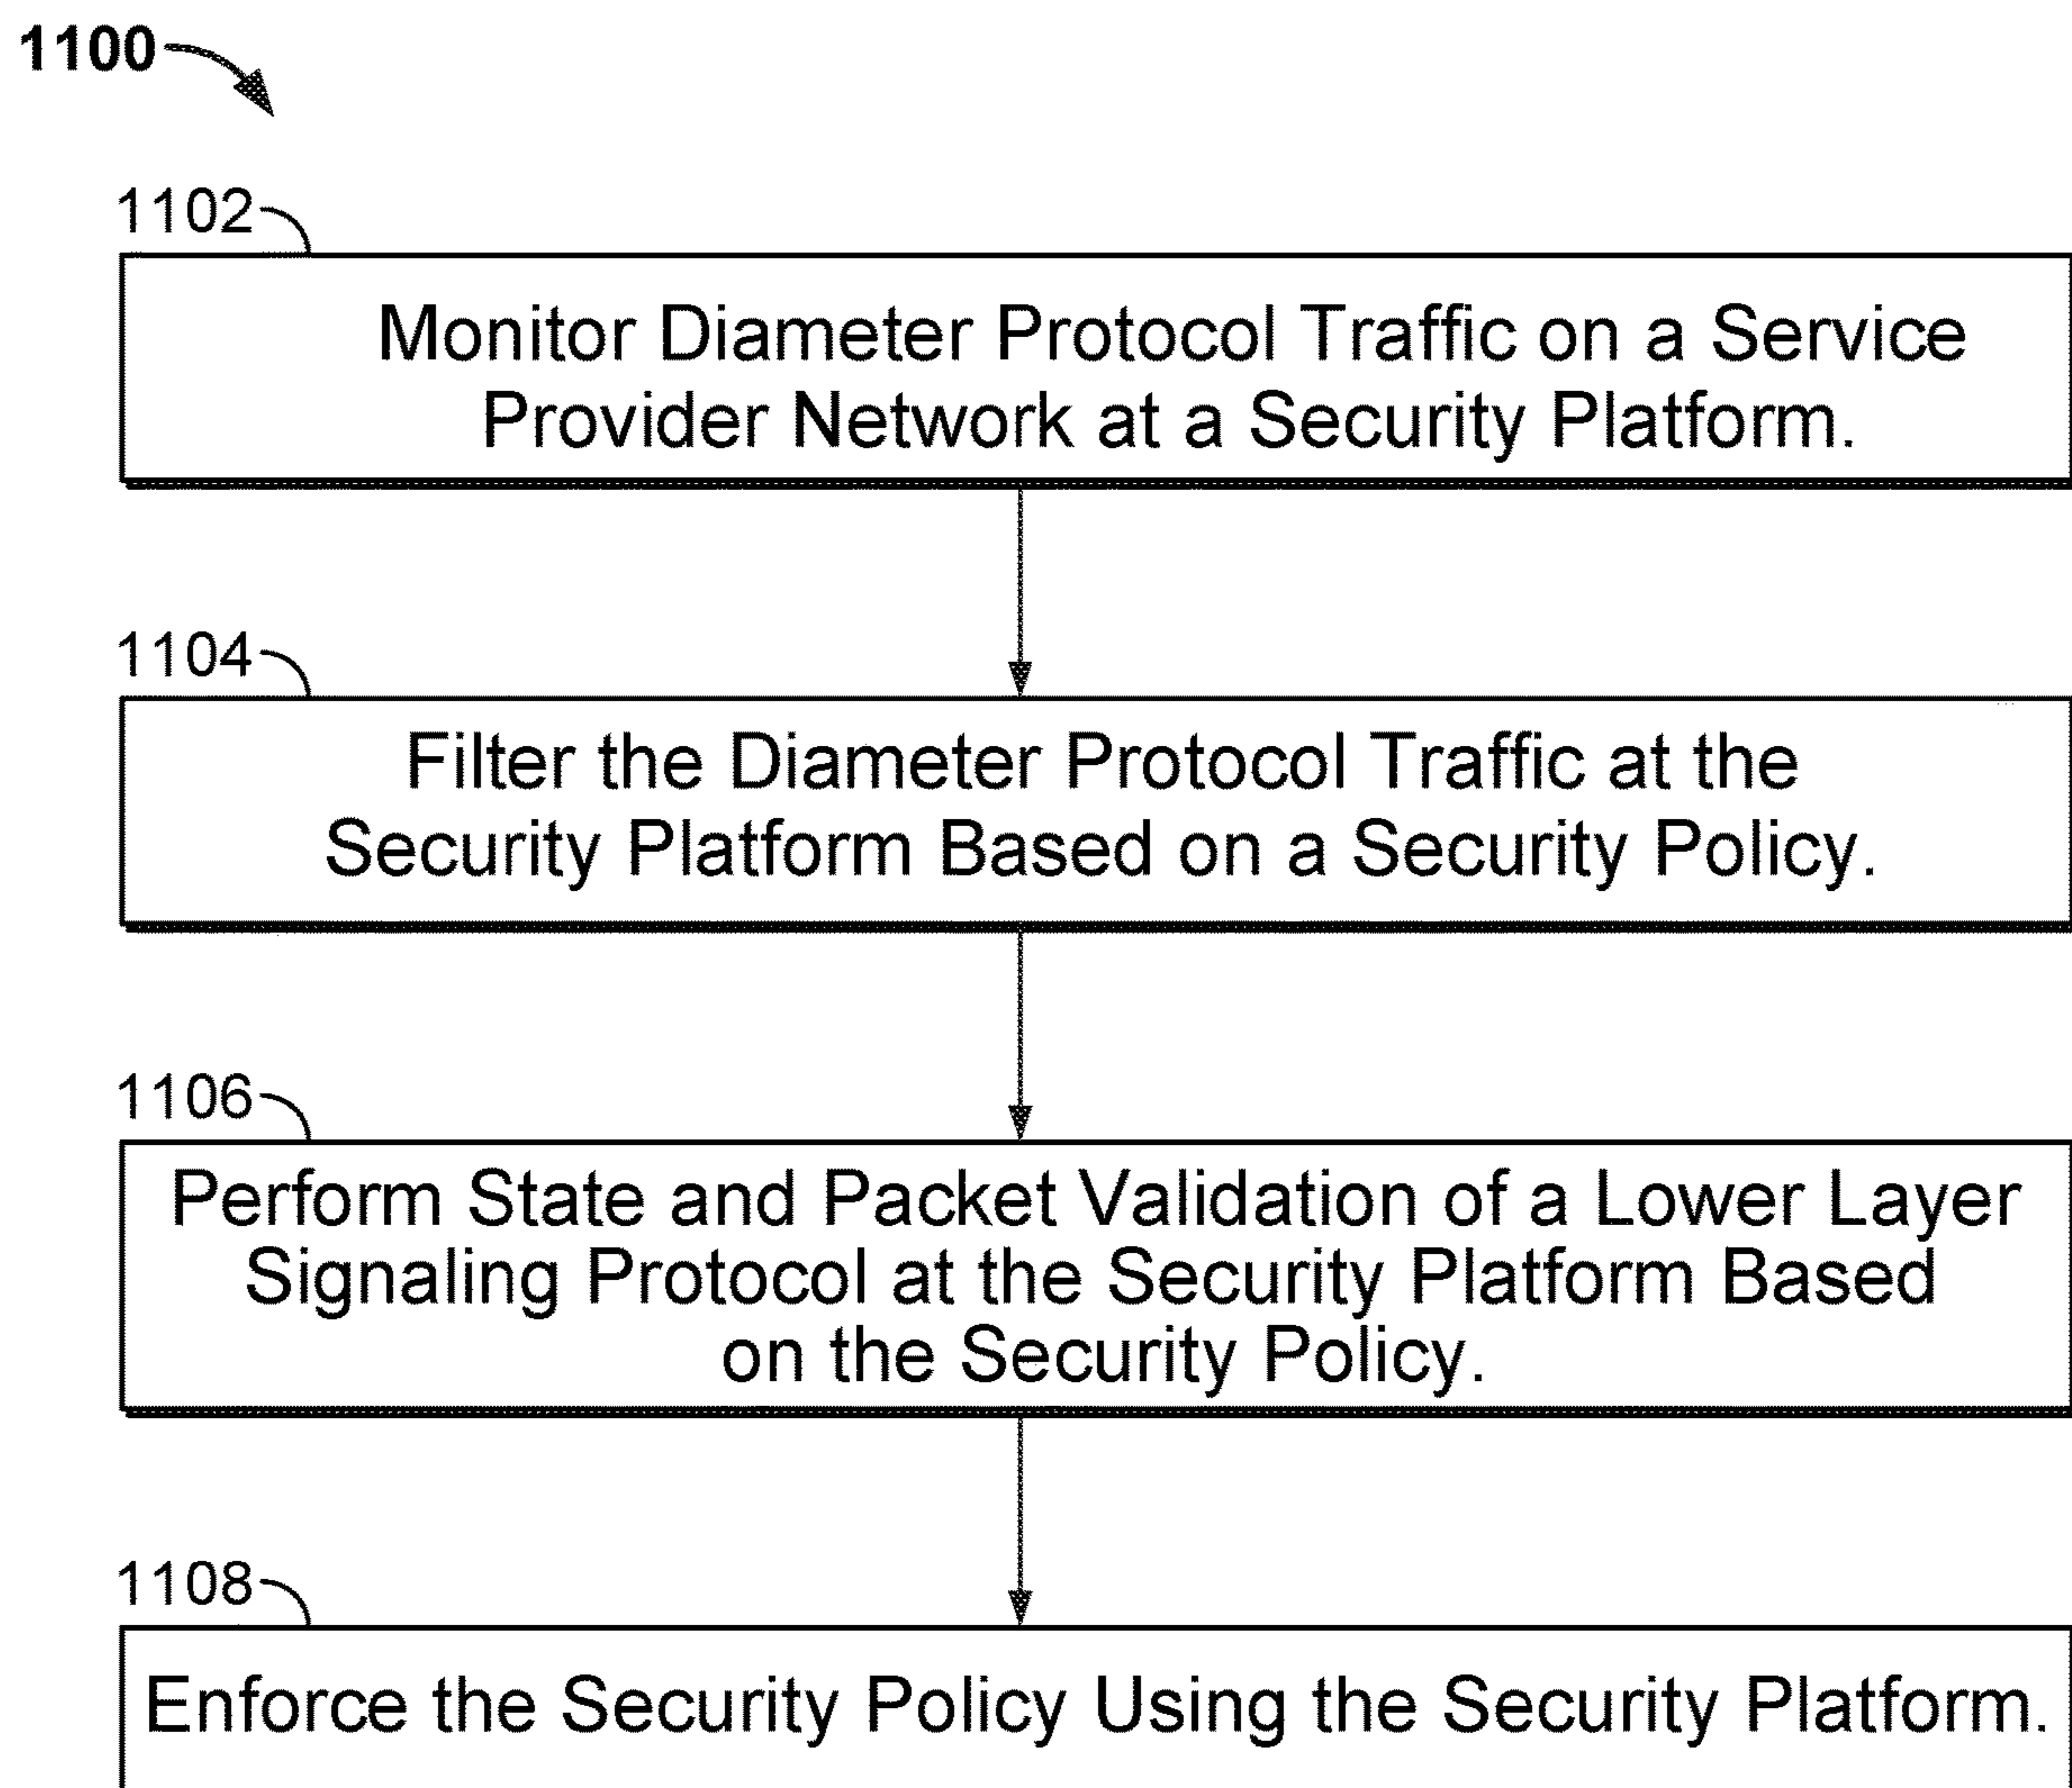 1100
1102
Monitor Diameter Protocol Traffic on a Service
Provider Network at a Security Platform.
1104
Filter the Diameter Protocol Traffic at the
Security Platform Based on a Security Policy.
1106
Perform State and Packet Validation of a Lower Layer
Signaling Protocol at the Security Platform Based
on the Security Policy.
1108
Enforce the Security Policy Using the Security Platform.